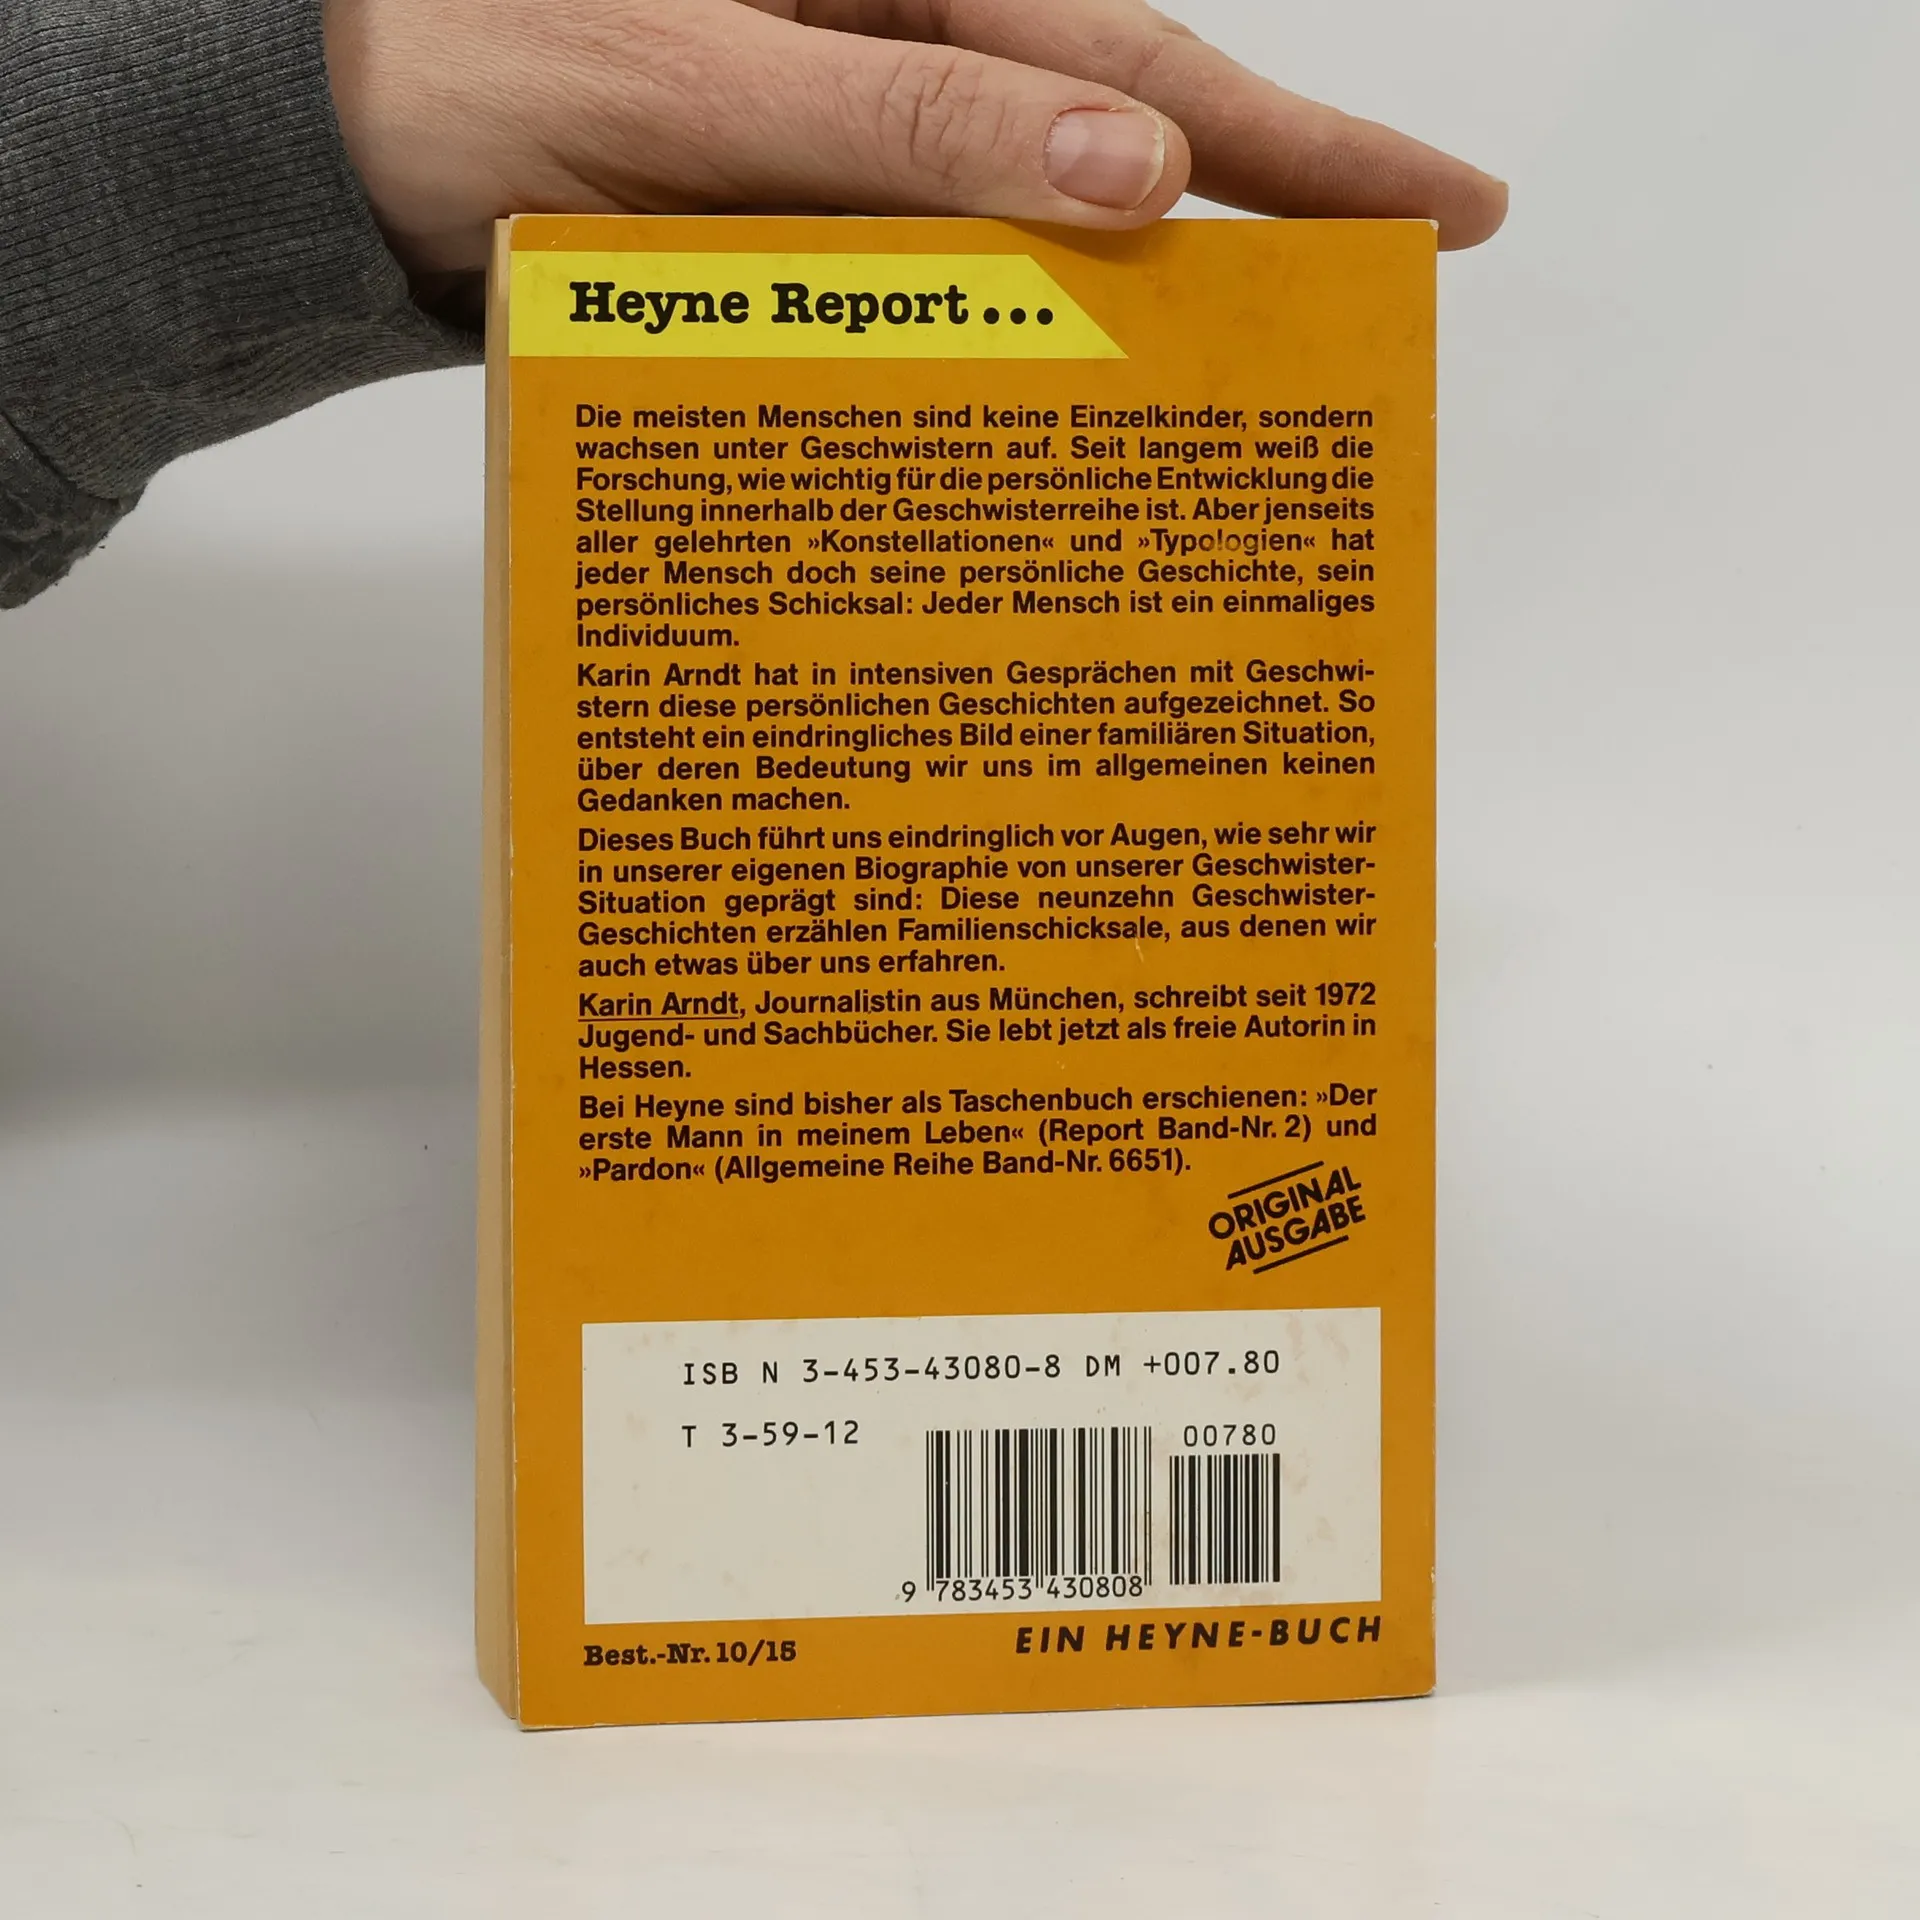 Heyne Report...
Die meisten Menschen sind keine Einzelkinder, sondern
wachsen unter Geschwistern auf. Seit langem weiß die
Forschung, wie wichtig für die persönliche Entwicklung die
Stellung innerhalb der Geschwisterreihe ist. Aber jenseits
aller gelehrten »Konstellationen« und »Typologien« hat
jeder Mensch doch seine persönliche Geschichte, sein
persönliches Schicksal: Jeder Mensch ist ein einmaliges
Individuum.
Karin Arndt hat in intensiven Gesprächen mit Geschwi-
stern diese persönlichen Geschichten aufgezeichnet. So
entsteht ein eindringliches Bild einer familiären Situation,
über deren Bedeutung wir uns im allgemeinen keinen
Gedanken machen.
Dieses Buch führt uns eindringlich vor Augen, wie sehr wir
in unserer eigenen Biographie von unserer Geschwister-
Situation geprägt sind: Diese neunzehn Geschwister-
Geschichten erzählen Familienschicksale, aus denen wir
auch etwas über uns erfahren.
Karin Arndt, Journalistin aus München, schreibt seit 1972
Jugend- und Sachbücher. Sie lebt jetzt als freie Autorin in
Hessen.
Bei Heyne sind bisher als Taschenbuch erschienen: »Der
erste Mann in meinem Leben« (Report Band-Nr. 2) und
»Pardon« (Allgemeine Reihe Band-Nr. 6651).
ORIGINAL
AUSGABE
ISB N 3-453-43080-8 DM +007.80
T 3-59-12
00780
9 783453 430808
Best.-Nr. 10/15
EIN HEYNE-BUCH